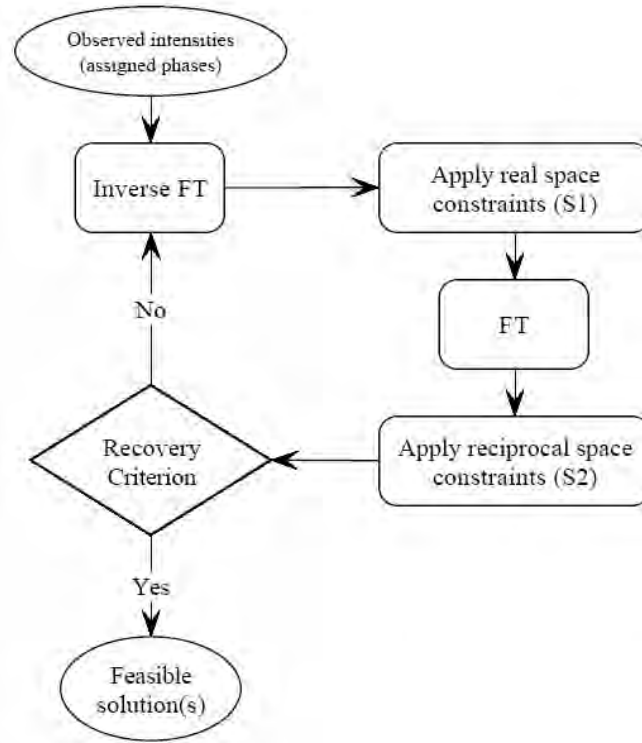 Observed intensities
(assigned phases)
Inverse FT
Apply real space
constraints (S1)
FT
Apply reciprocal space
constraints (S2)
Recovery
Criterion
No
Yes
Feasible
solution(s)